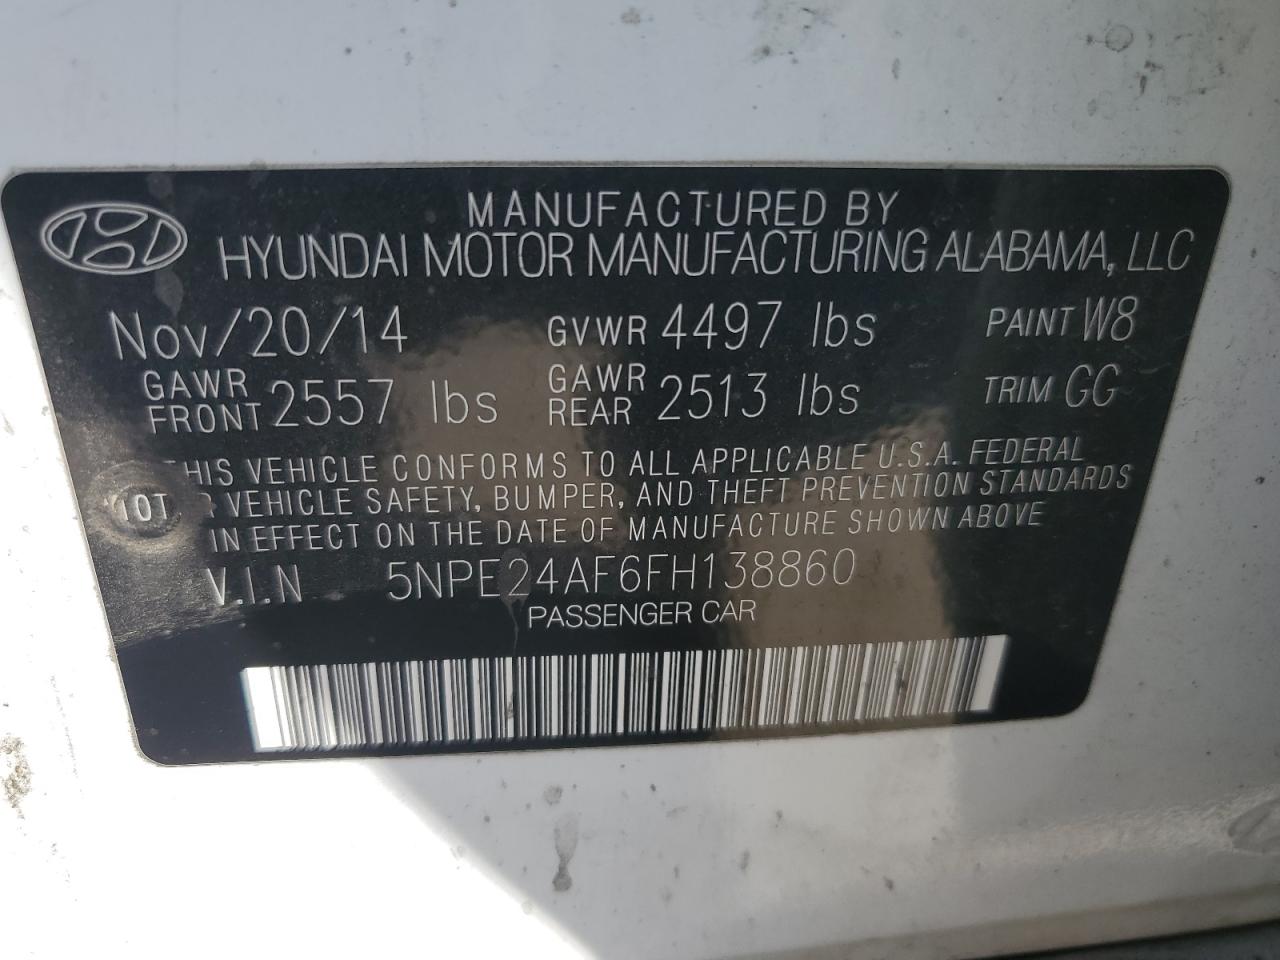 MANUFACTURED BY
HYUNDAI MOTOR MANUFACTURING ALABAMA, LLC
Nov/20/14 GVWR 4497 lbs PAINT W8
GAWR FRONT 2557 lbs GAWR REAR 2513 lbs TRIM GG
THIS VEHICLE CONFORMS TO ALL APPLICABLE U.S.A. FEDERAL
VEHICLE SAFETY, BUMPER, AND THEFT PREVENTION STANDARDS
IN EFFECT ON THE DATE OF MANUFACTURE SHOWN ABOVE
V.I.N 5NPE24AF6FH138860
PASSENGER CAR